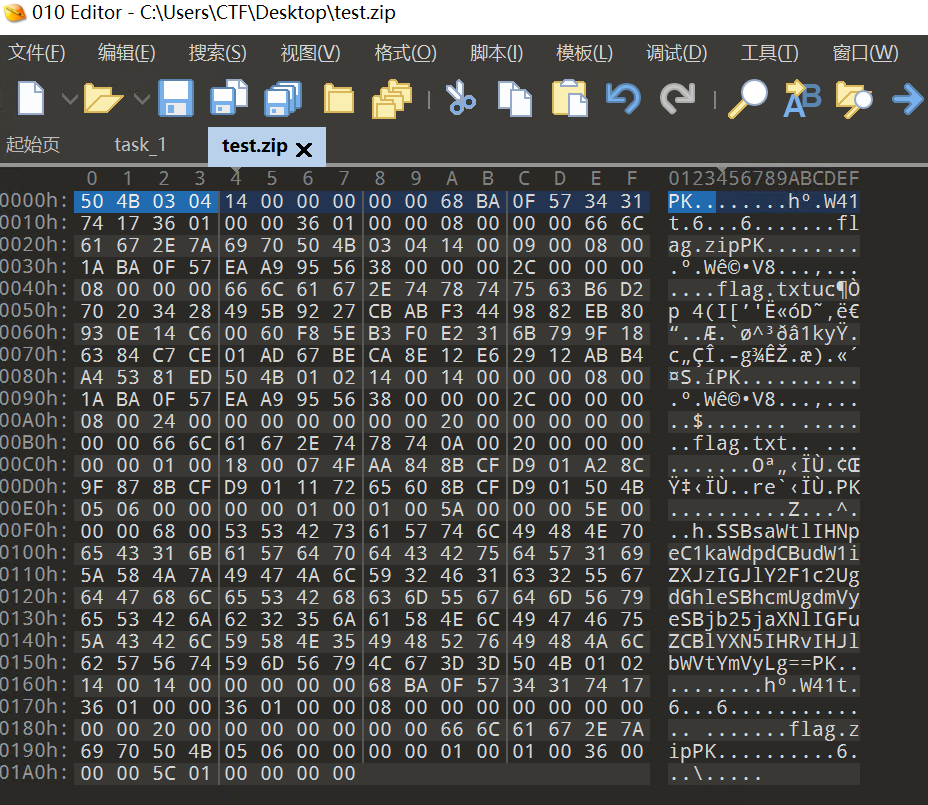 010 Editor - C:\Users\CTF\Desktop\test.zip
文件(F) 编辑(E) 搜索(S) 视图(V) 格式(O) 脚本(I) 模板(L) 调试(D) 工具(T) 窗口(W)
起始页 task_1 test.zip
0 1 2 3 4 5 6 7 8 9 A B C D E F 0123456789ABCDEF
0000h: 50 4B 03 04 14 00 00 00 00 00 68 BA 0F 57 34 31 PK........hº.W41
0010h: 74 17 36 01 00 00 36 01 00 00 08 00 00 00 66 6C t.6...6.......fl
0020h: 61 67 2E 7A 69 70 50 4B 03 04 14 00 09 00 08 00 ag.zipPK........
0030h: 1A BA 0F 57 EA A9 95 56 38 00 00 00 2C 00 00 00 .º.Wê©•V8...,...
0040h: 08 00 00 00 66 6C 61 67 2E 74 78 74 75 63 B6 D2 ....flag.txtuc¶Ò
0050h: 70 20 34 28 49 5B 92 27 CB AB F3 44 98 82 EB 80 p 4(I[’'Ë«óD˜‚ë€
0060h: 93 0E 14 C6 00 60 F8 5E B3 F0 E2 31 6B 79 9F 18 “..Æ.`ø^³ðâ1kyŸ.
0070h: 63 84 C7 CE 01 AD 67 BE CA 8E 12 E6 29 12 AB B4 c„ÇÎ.-g¾ÊŽ.æ).«´
0080h: A4 53 81 ED 50 4B 01 02 14 00 14 00 00 00 08 00 ¤S.íPK..........
0090h: 1A BA 0F 57 EA A9 95 56 38 00 00 00 2C 00 00 00 .º.Wê©•V8...,...
00A0h: 08 00 24 00 00 00 00 00 00 00 20 00 00 00 00 00 ..$....... .....
00B0h: 00 00 66 6C 61 67 2E 74 78 74 0A 00 20 00 00 00 ..flag.txt.. ...
00C0h: 00 00 01 00 18 00 07 4F AA 84 8B CF D9 01 A2 8C .......Oª„‹ÏÙ.¢Œ
00D0h: 9F 87 8B CF D9 01 11 72 65 60 8B CF D9 01 50 4B Ÿ‡‹ÏÙ..re`‹ÏÙ.PK
00E0h: 05 06 00 00 00 00 01 00 01 00 5A 00 00 00 5E 00 ..........Z...^.
00F0h: 00 00 68 00 53 53 42 73 61 57 74 6C 49 48 4E 70 ..h.SSBsaWtlIHNp
0100h: 65 43 31 6B 61 57 64 70 64 43 42 75 64 57 31 69 eC1kaWdpdCBudW1i
0110h: 5A 58 4A 7A 49 47 4A 6C 59 32 46 31 63 32 55 67 ZXJzIGJlY2F1c2Ug
0120h: 64 47 68 6C 65 53 42 68 63 6D 55 67 64 6D 56 79 dGhleSBhcmUgdmVy
0130h: 65 53 42 6A 62 32 35 6A 61 58 4E 6C 49 47 46 75 eSBjb25jaXNlIGFu
0140h: 5A 43 42 6C 59 58 4E 35 49 48 52 76 49 48 4A 6C ZCBlYXN5IHRvIHJl
0150h: 62 57 56 74 59 6D 56 79 4C 67 3D 3D 50 4B 01 02 bWVtYmVyLg==PK..
0160h: 14 00 14 00 00 00 00 00 68 BA 0F 57 34 31 74 17 ........hº.W41t.
0170h: 36 01 00 00 36 01 00 00 08 00 00 00 00 00 00 00 6...6...........
0180h: 00 00 20 00 00 00 00 00 00 00 66 6C 61 67 2E 7A .. .......flag.z
0190h: 69 70 50 4B 05 06 00 00 00 00 01 00 01 00 36 00 ipPK..........6.
01A0h: 00 00 5C 01 00 00 00 00 ..\.....